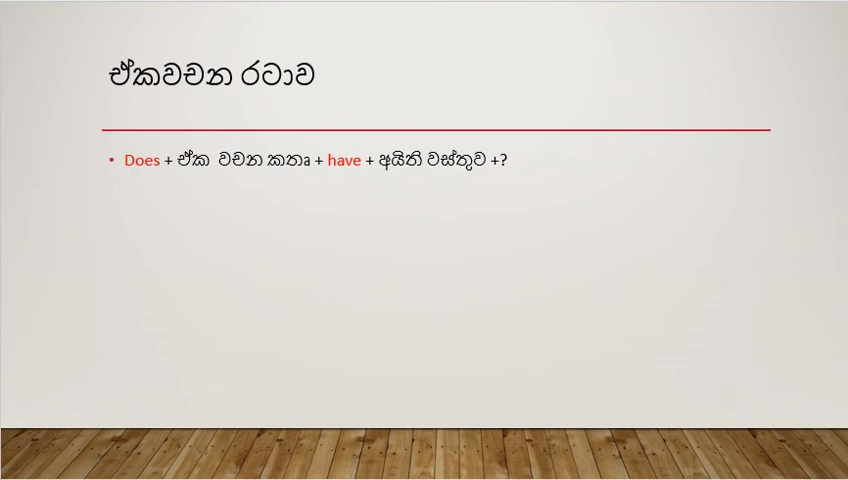 ඒකවචන රටාව
• Does + ඒක වචන කතෘ + have + අයිති වස්තුව +?